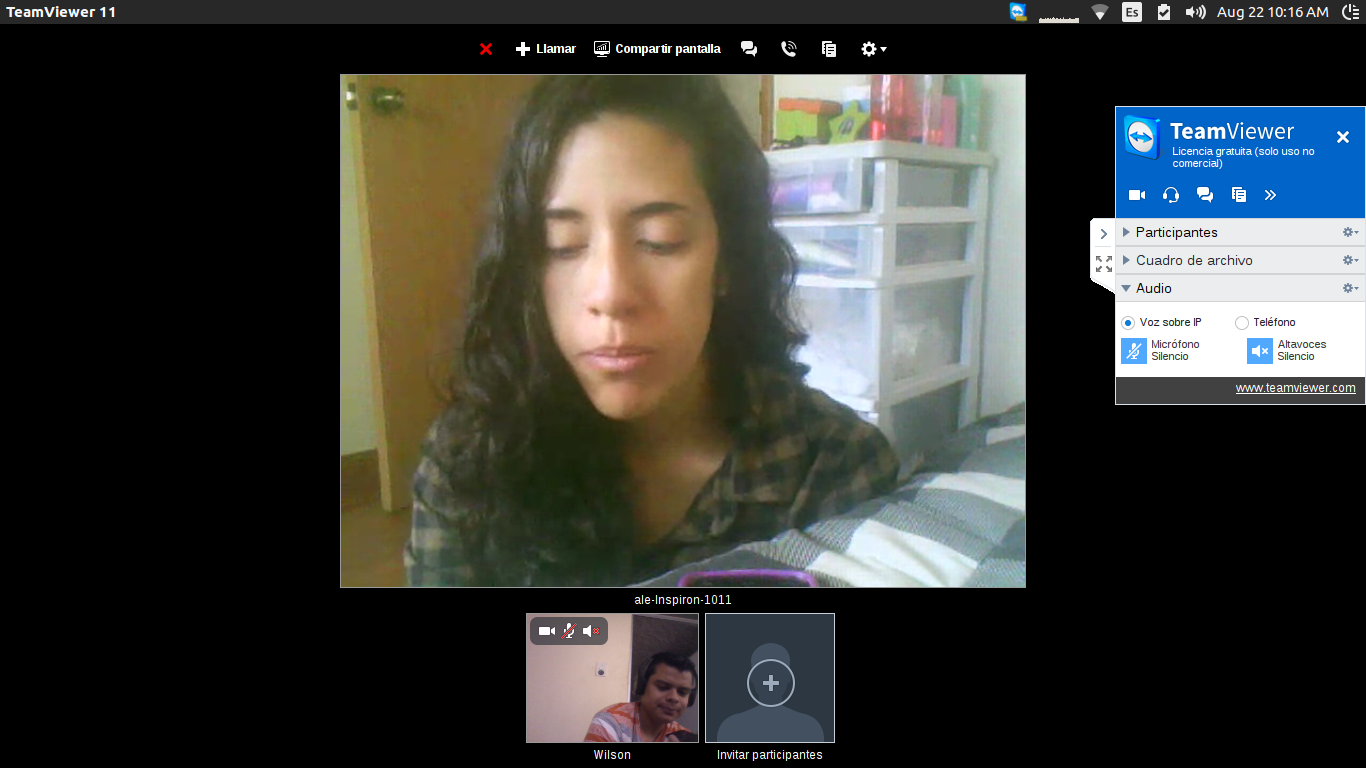 TeamViewer 11
Es
Aug 22 10:16 AM
Llamar
Compartir pantalla
TeamViewer
Licencia gratuita (solo uso no
comercial)
Participantes
Cuadro de archivo
Audio
Voz sobre IP
Teléfono
Micrófono
Silencio
Altavoces
Silencio
www.teamviewer.com
ale-Inspiron-1011
Wilson
Invitar participantes